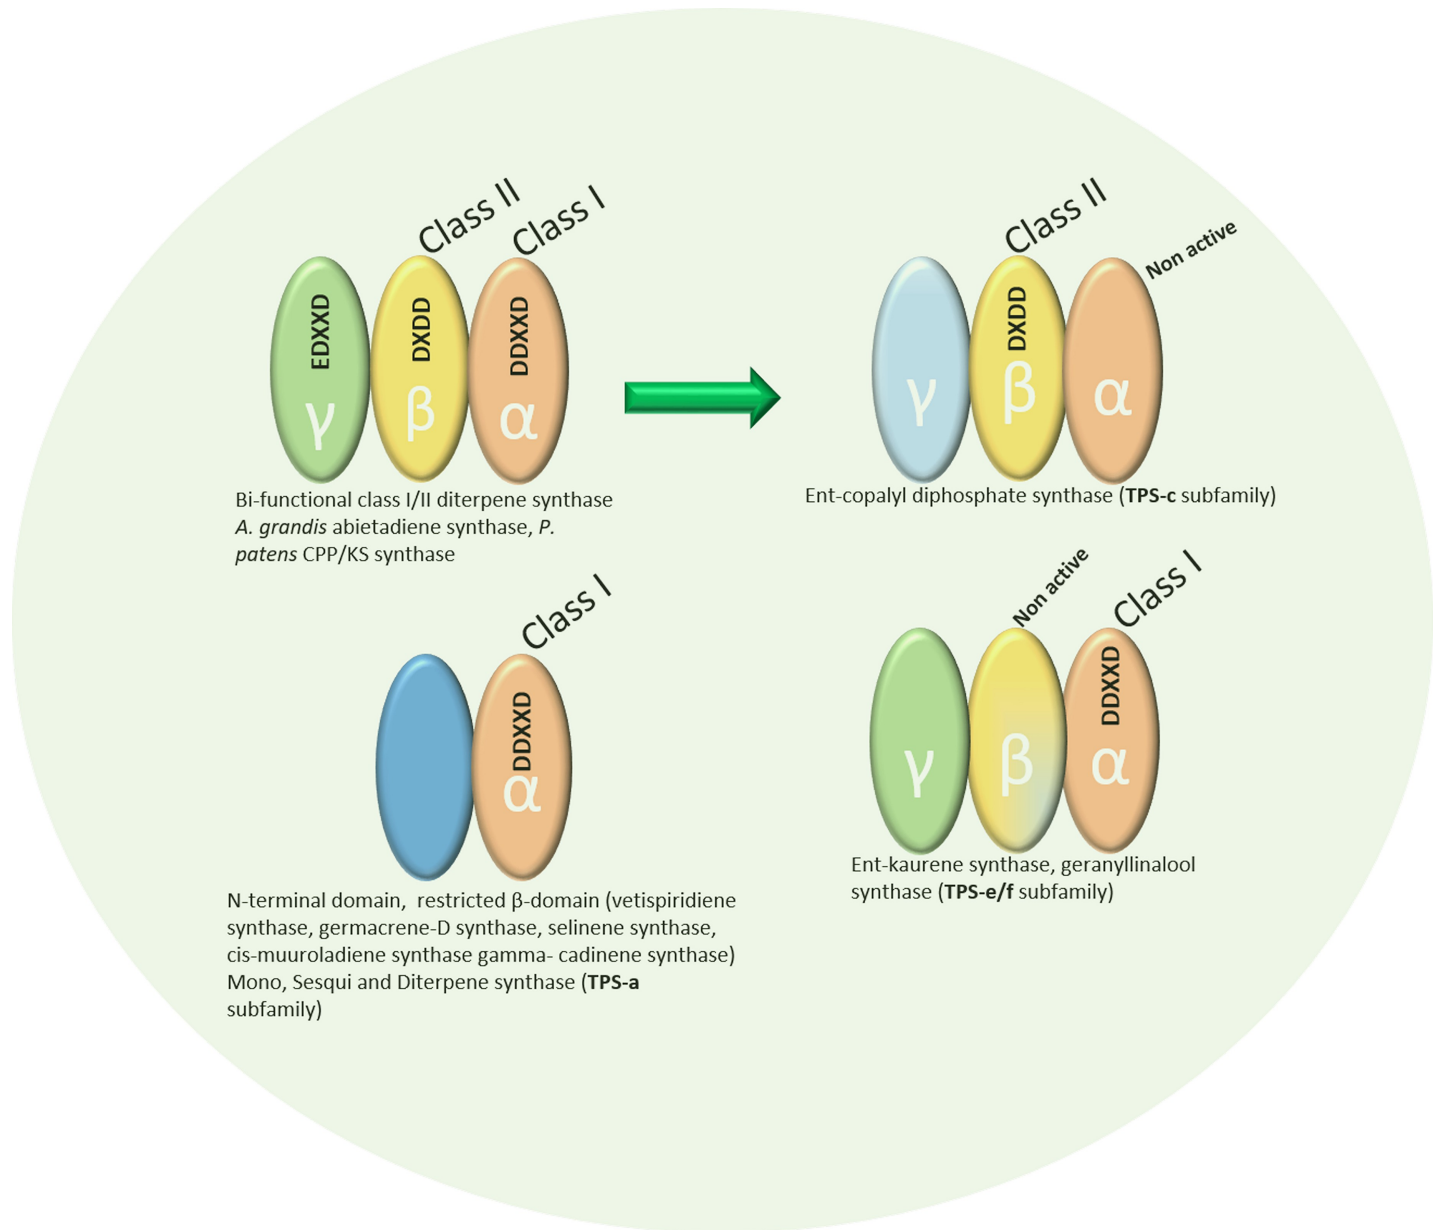 Class II
Class I
EDXXD
γ
DXDD
β
DDXXD
α
Bi-functional class I/II diterpene synthase
A. grandis abietadiene synthase, P.
patens CPP/KS synthase
Class II
Non active
γ
DXDD
β
α
Ent-copalyl diphosphate synthase (TPS-c subfamily)
Class I
DDXXD
α
N-terminal domain,  restricted β-domain (vetispiridiene
synthase, germacrene-D synthase, selinene synthase,
cis-muuroladiene synthase gamma- cadinene synthase)
Mono, Sesqui and Diterpene synthase (TPS-a
subfamily)
Non active
Class I
γ
β
DDXXD
α
Ent-kaurene synthase, geranyllinalool
synthase (TPS-e/f subfamily)